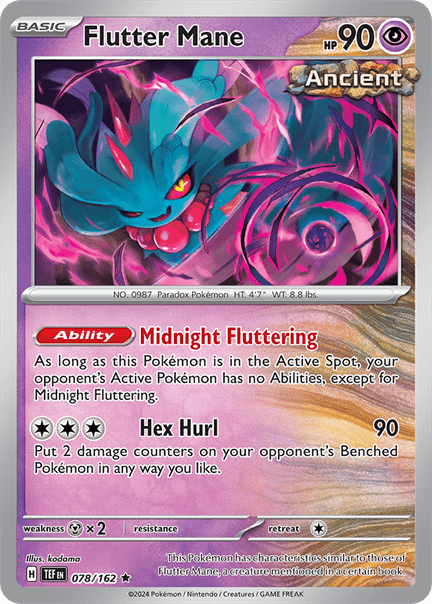 BASIC
Flutter Mane
HP 90
Ancient
NO. 0987 Paradox Pokémon HT: 4'7" WT: 8.8 lbs.
Ability Midnight Fluttering
As long as this Pokémon is in the Active Spot, your
opponent's Active Pokémon has no Abilities, except for
Midnight Fluttering.
Hex Hurl 90
Put 2 damage counters on your opponent's Benched
Pokémon in any way you like.
weakness ×2 resistance retreat
Illus. kodama
H TEF EN 078/162 ★
This Pokémon has characteristics similar to those of
Flutter Mane, a creature mentioned in a certain book.
©2024 Pokémon / Nintendo / Creatures / GAME FREAK